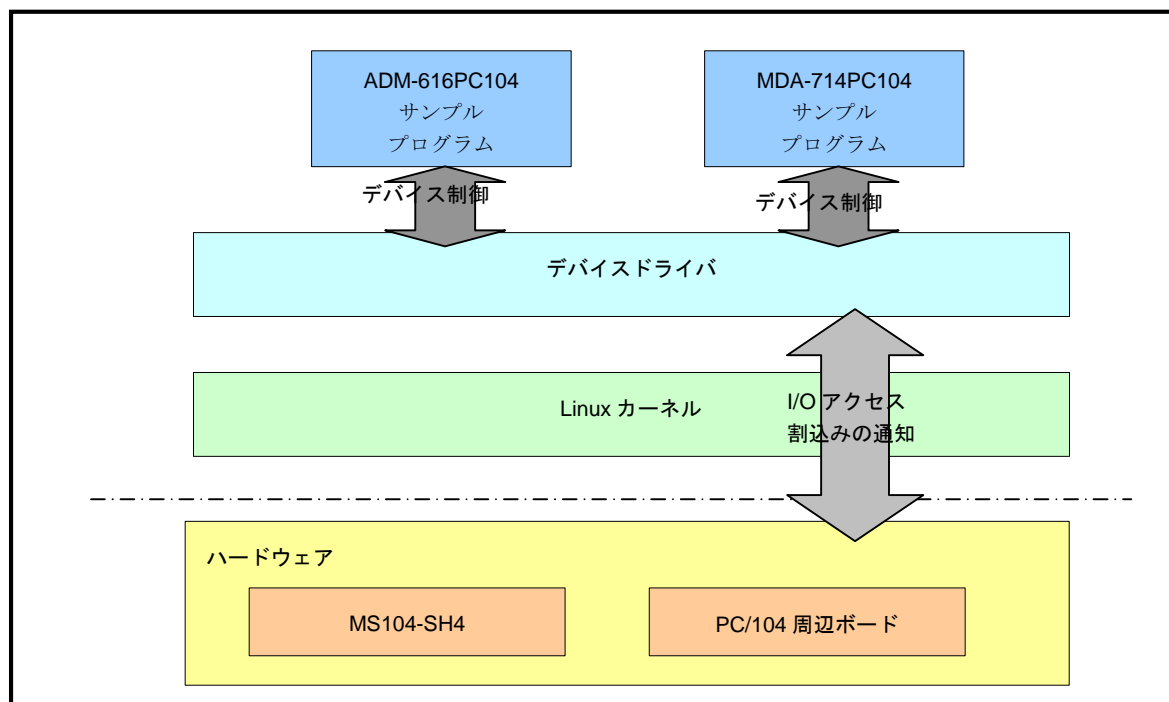 ADM-616PC104
サンプル
プログラム
MDA-714PC104
サンプル
プログラム
デバイス制御
デバイス制御
デバイスドライバ
Linux カーネル
I/O アクセス
割込みの通知
ハードウェア
MS104-SH4
PC/104 周辺ボード